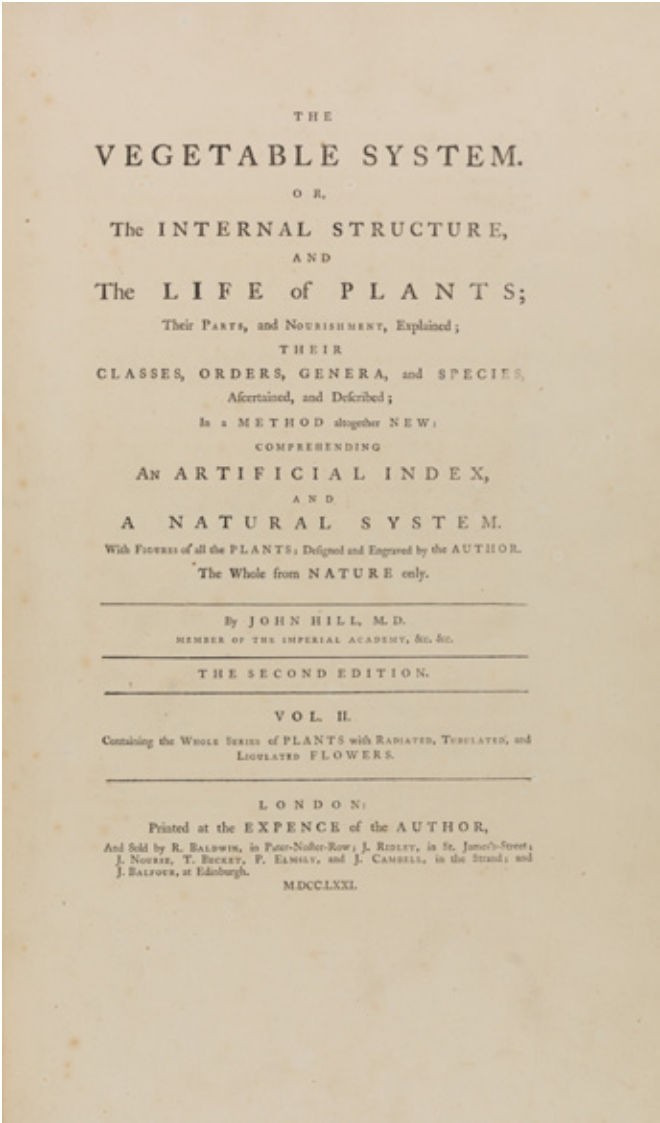 THE
VEGETABLE SYSTEM.
OR,
The INTERNAL STRUCTURE,
AND
The LIFE of PLANTS;
Their PARTS, and NOURISHMENT, Explained;
THEIR
CLASSES, ORDERS, GENERA, and SPECIES,
Aſcertained, and Deſcribed;
In a METHOD altogether NEW:
COMPREHENDING
AN ARTIFICIAL INDEX,
AND
A NATURAL SYSTEM.
With FIGURES of all the PLANTS; Deſigned and Engraved by the AUTHOR.
The Whole from NATURE only.
By JOHN HILL, M.D.
MEMBER OF THE IMPERIAL ACADEMY, &c. &c.
THE SECOND EDITION.
VOL. II.
Containing the WHOLE SERIES of PLANTS with RADIATED, TUBULATED, and
LIGULATED FLOWERS.
LONDON:
Printed at the EXPENCE of the AUTHOR,
And Sold by R. BALDWIN, in Pater-Noſter-Row; J. RIDLEY, in St. James's-Street;
J. NOURSE, T. BECKET, P. ELMSLY, and J. CAMBELL, in the Strand; and
J. BALFOUR, at Edinburgh.
M.DCC.LXXI.